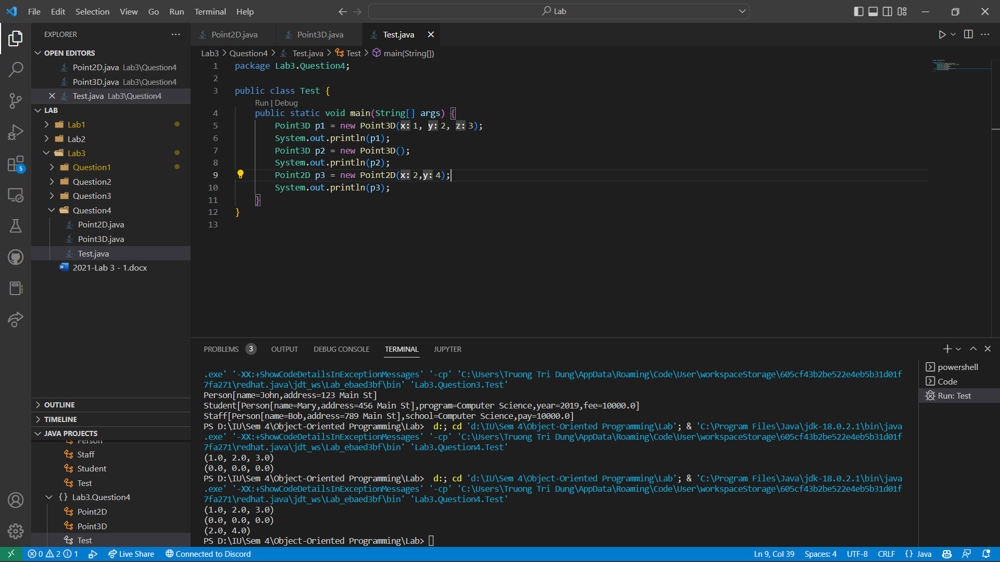 File Edit Selection View Go Run Terminal Help
Lab
EXPLORER
OPEN EDITORS
Point2D.java Lab3\Question4
Point3D.java Lab3\Question4
Test.java Lab3\Question4
LAB
Lab1
Lab2
Lab3
Question1
Question2
Question3
Question4
Point2D.java
Point3D.java
Test.java
2021-Lab 3 - 1.docx
OUTLINE
TIMELINE
JAVA PROJECTS
Person
Staff
Student
Test
{} Lab3.Question4
Point2D
Point3D
Test
5
Point2D.java Point3D.java Test.java
Lab3 > Question4 > Test.java > Test > main(String[])
1 package Lab3.Question4;
2
3 public class Test {
Run | Debug
4 public static void main(String[] args) {
5 Point3D p1 = new Point3D(x: 1, y: 2, z: 3);
6 System.out.println(p1);
7 Point3D p2 = new Point3D();
8 System.out.println(p2);
9 Point2D p3 = new Point2D(x: 2,y: 4);
10 System.out.println(p3);
11 }
12 }
13
PROBLEMS 3 OUTPUT DEBUG CONSOLE TERMINAL JUPYTER
.exe' '-XX:+ShowCodeDetailsInExceptionMessages' '-cp' 'C:\Users\Truong Tri Dung\AppData\Roaming\Code\User\workspaceStorage\605cf43b2be522e4eb5b31d01f
7fa271\redhat.java\jdt_ws\Lab_ebaed3bf\bin' 'Lab3.Question3.Test'
Person[name=John,address=123 Main St]
Student[Person[name=Mary,address=456 Main St],program=Computer Science,year=2019,fee=10000.0]
Staff[Person[name=Bob,address=789 Main St],school=Computer Science,pay=10000.0]
PS D:\IU\Sem 4\Object-Oriented Programming\Lab>  d:; cd 'd:\IU\Sem 4\Object-Oriented Programming\Lab'; & 'C:\Program Files\Java\jdk-18.0.2.1\bin\java
.exe' '-XX:+ShowCodeDetailsInExceptionMessages' '-cp' 'C:\Users\Truong Tri Dung\AppData\Roaming\Code\User\workspaceStorage\605cf43b2be522e4eb5b31d01f
7fa271\redhat.java\jdt_ws\Lab_ebaed3bf\bin' 'Lab3.Question4.Test'
(1.0, 2.0, 3.0)
(0.0, 0.0, 0.0)
PS D:\IU\Sem 4\Object-Oriented Programming\Lab>  d:; cd 'd:\IU\Sem 4\Object-Oriented Programming\Lab'; & 'C:\Program Files\Java\jdk-18.0.2.1\bin\java
.exe' '-XX:+ShowCodeDetailsInExceptionMessages' '-cp' 'C:\Users\Truong Tri Dung\AppData\Roaming\Code\User\workspaceStorage\605cf43b2be522e4eb5b31d01f
7fa271\redhat.java\jdt_ws\Lab_ebaed3bf\bin' 'Lab3.Question4.Test'
(1.0, 2.0, 3.0)
(0.0, 0.0, 0.0)
(2.0, 4.0)
PS D:\IU\Sem 4\Object-Oriented Programming\Lab>
powershell
Code
Run: Test
0 2 1 Live Share Connected to Discord Ln 9, Col 39 Spaces: 4 UTF-8 CRLF {} Java